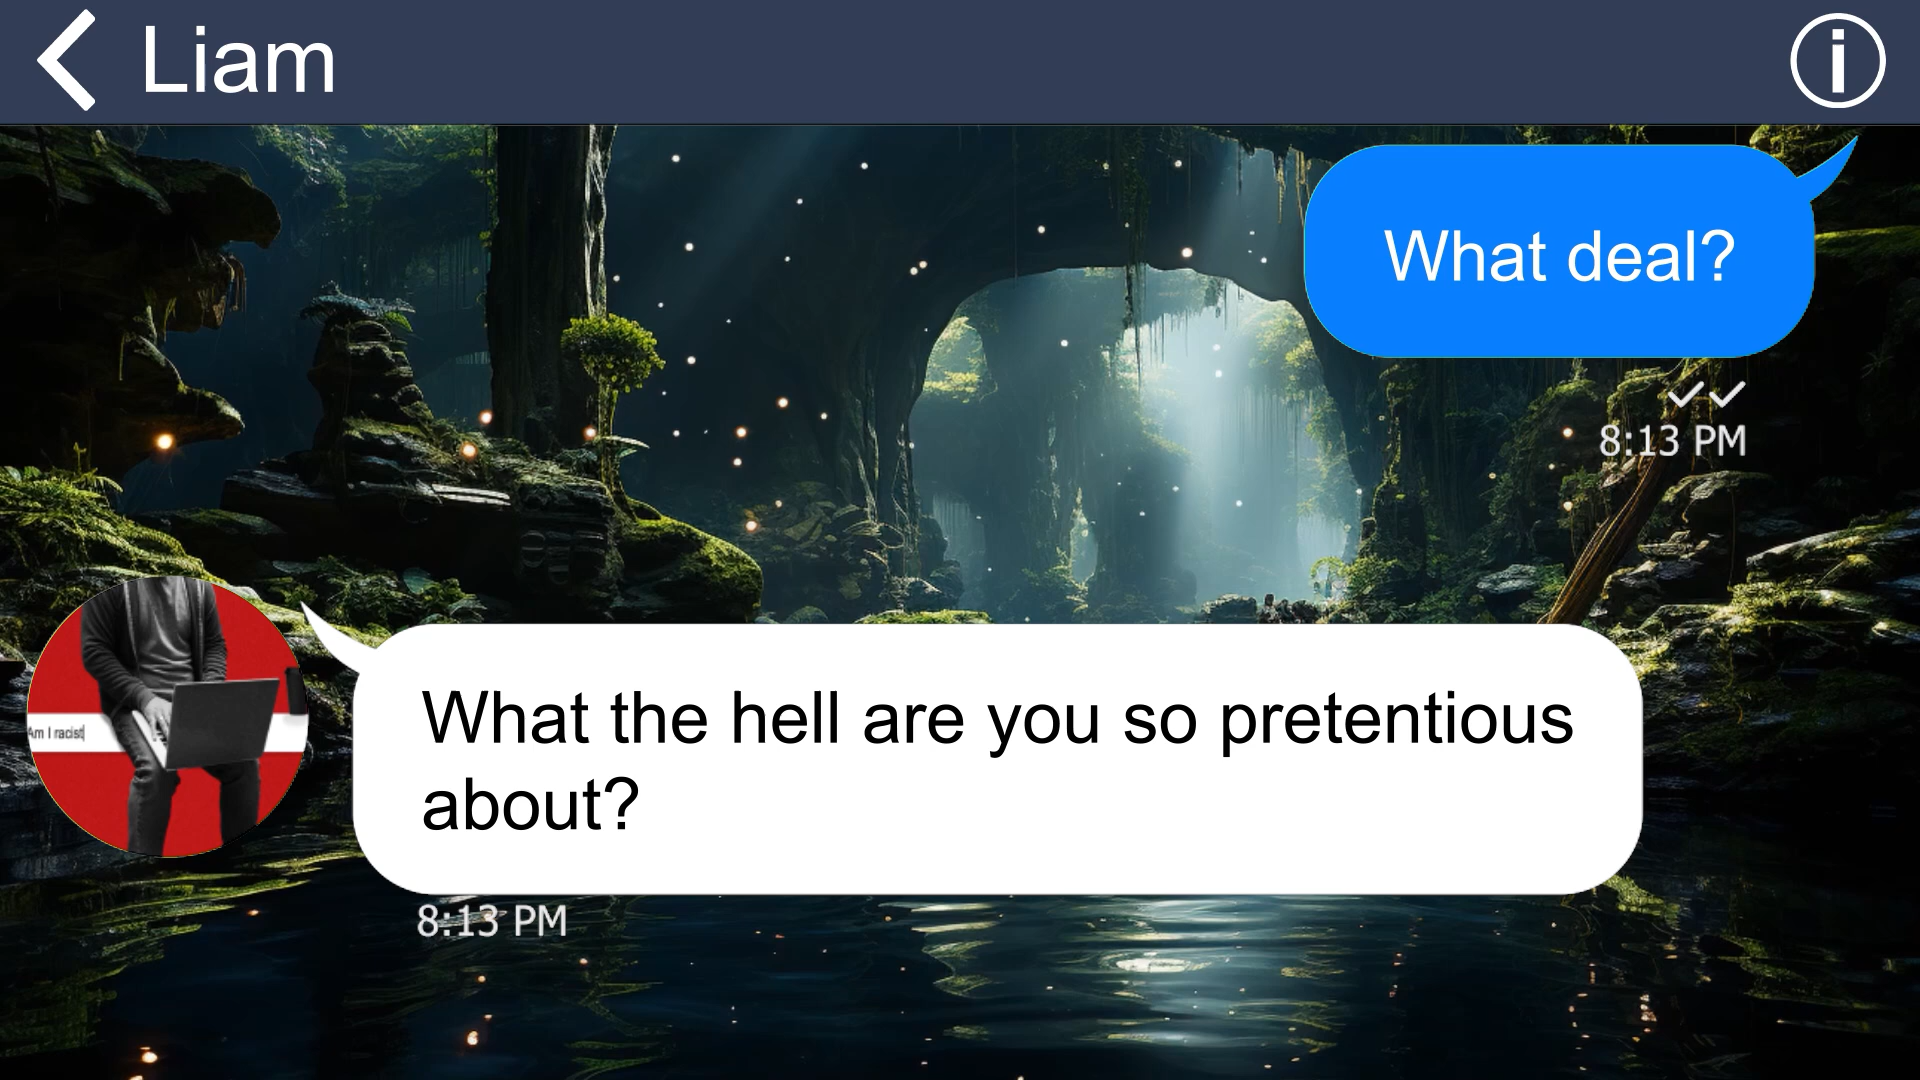 Liam
What deal?
8:13 PM
Am I racist
What the hell are you so pretentious
about?
8:13 PM